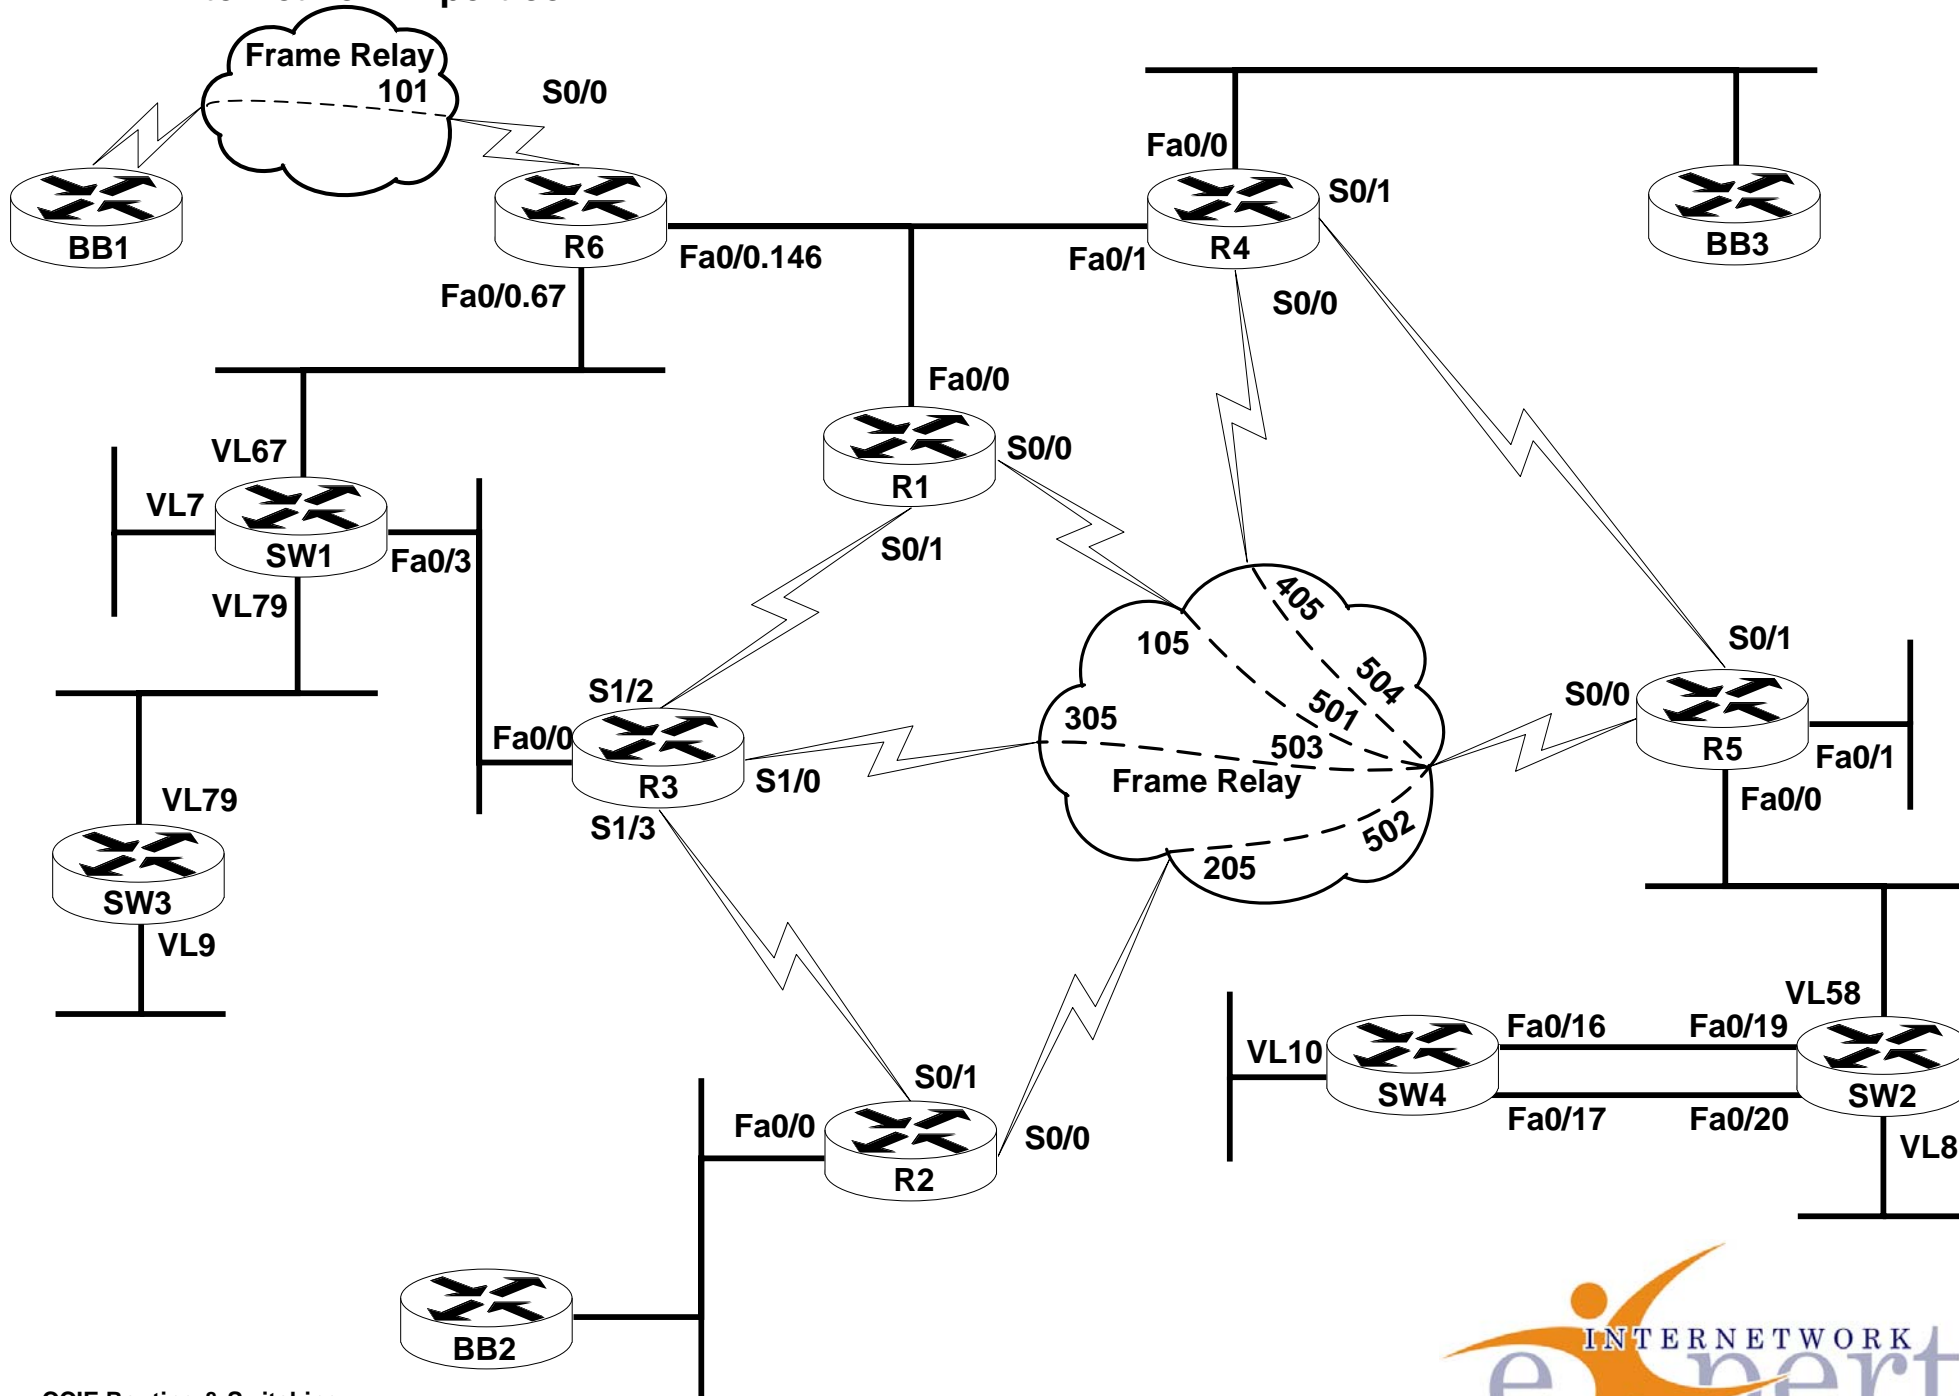 Frame Relay
101
S0/0
BB1
R6
Fa0/0.146
Fa0/0.67
Fa0/0
S0/1
Fa0/1
R4
S0/0
BB3
Fa0/0
R1
S0/0
S0/1
VL67
VL7
SW1
Fa0/3
VL79
VL79
SW3
VL9
S1/2
Fa0/0
R3
S1/0
S1/3
405
105
504
501
305
503
Frame Relay
502
205
S0/1
S0/0
R5
Fa0/1
Fa0/0
VL58
Fa0/16
Fa0/19
VL10
SW4
SW2
Fa0/17
Fa0/20
VL8
S0/1
Fa0/0
S0/0
R2
BB2
INTERNETWORK
expert